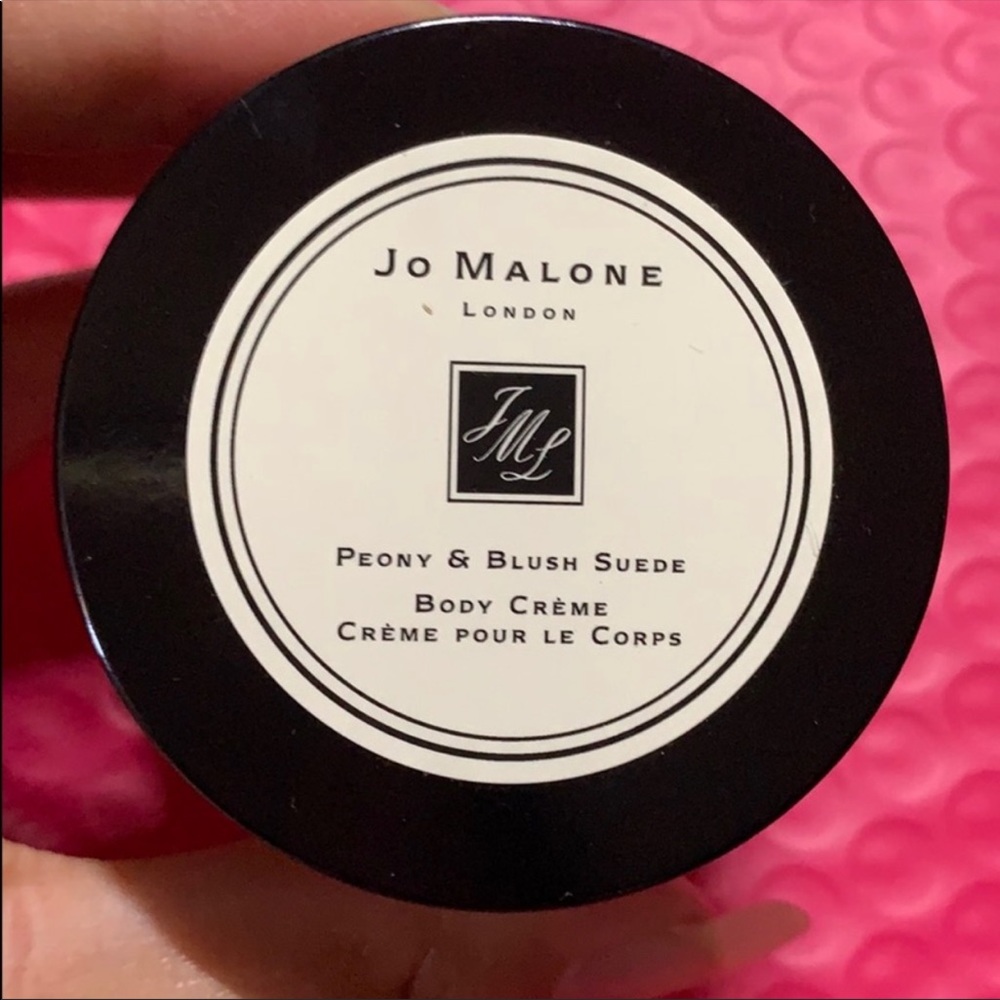 Jo Malone
London
JML
Peony & Blush Suede
Body Crème
Crème pour le Corps